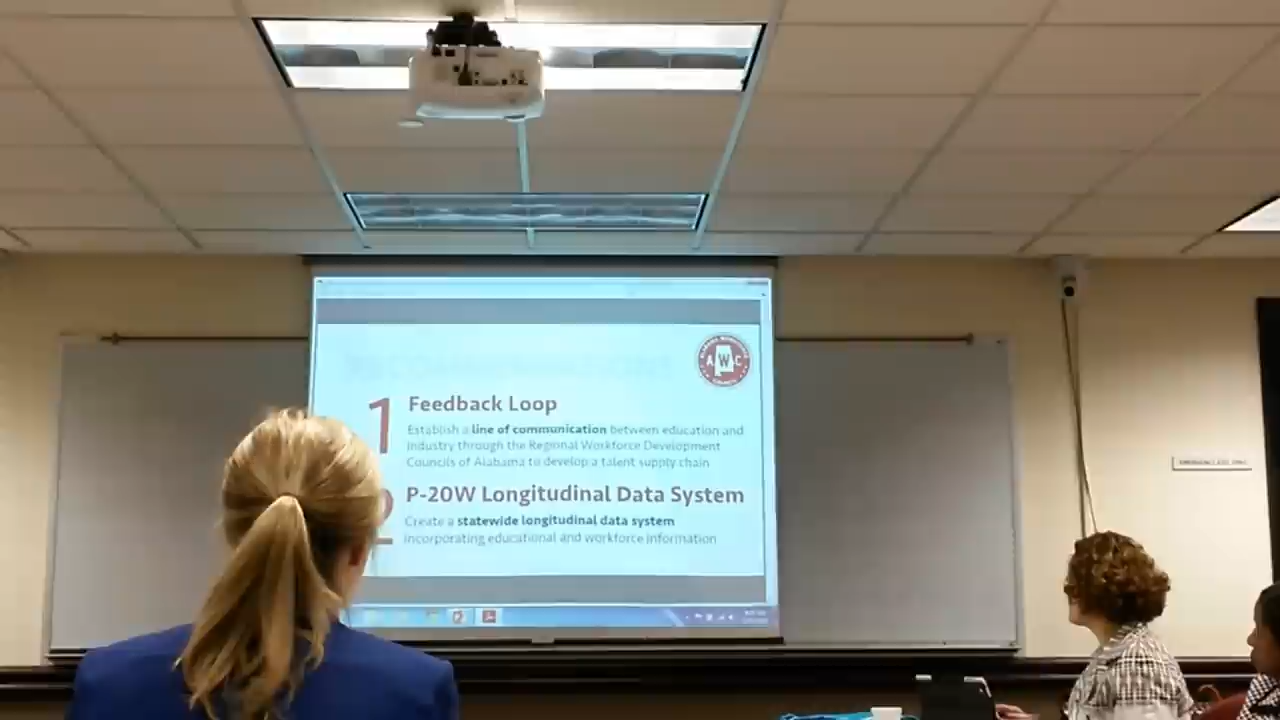 AWC
COUNCIL
1
Feedback Loop
Establish a line of communication between education and
industry through the Regional Workforce Development
Councils of Alabama to develop a talent supply chain
2
P-20W Longitudinal Data System
Create a statewide longitudinal data system
incorporating educational and workforce information